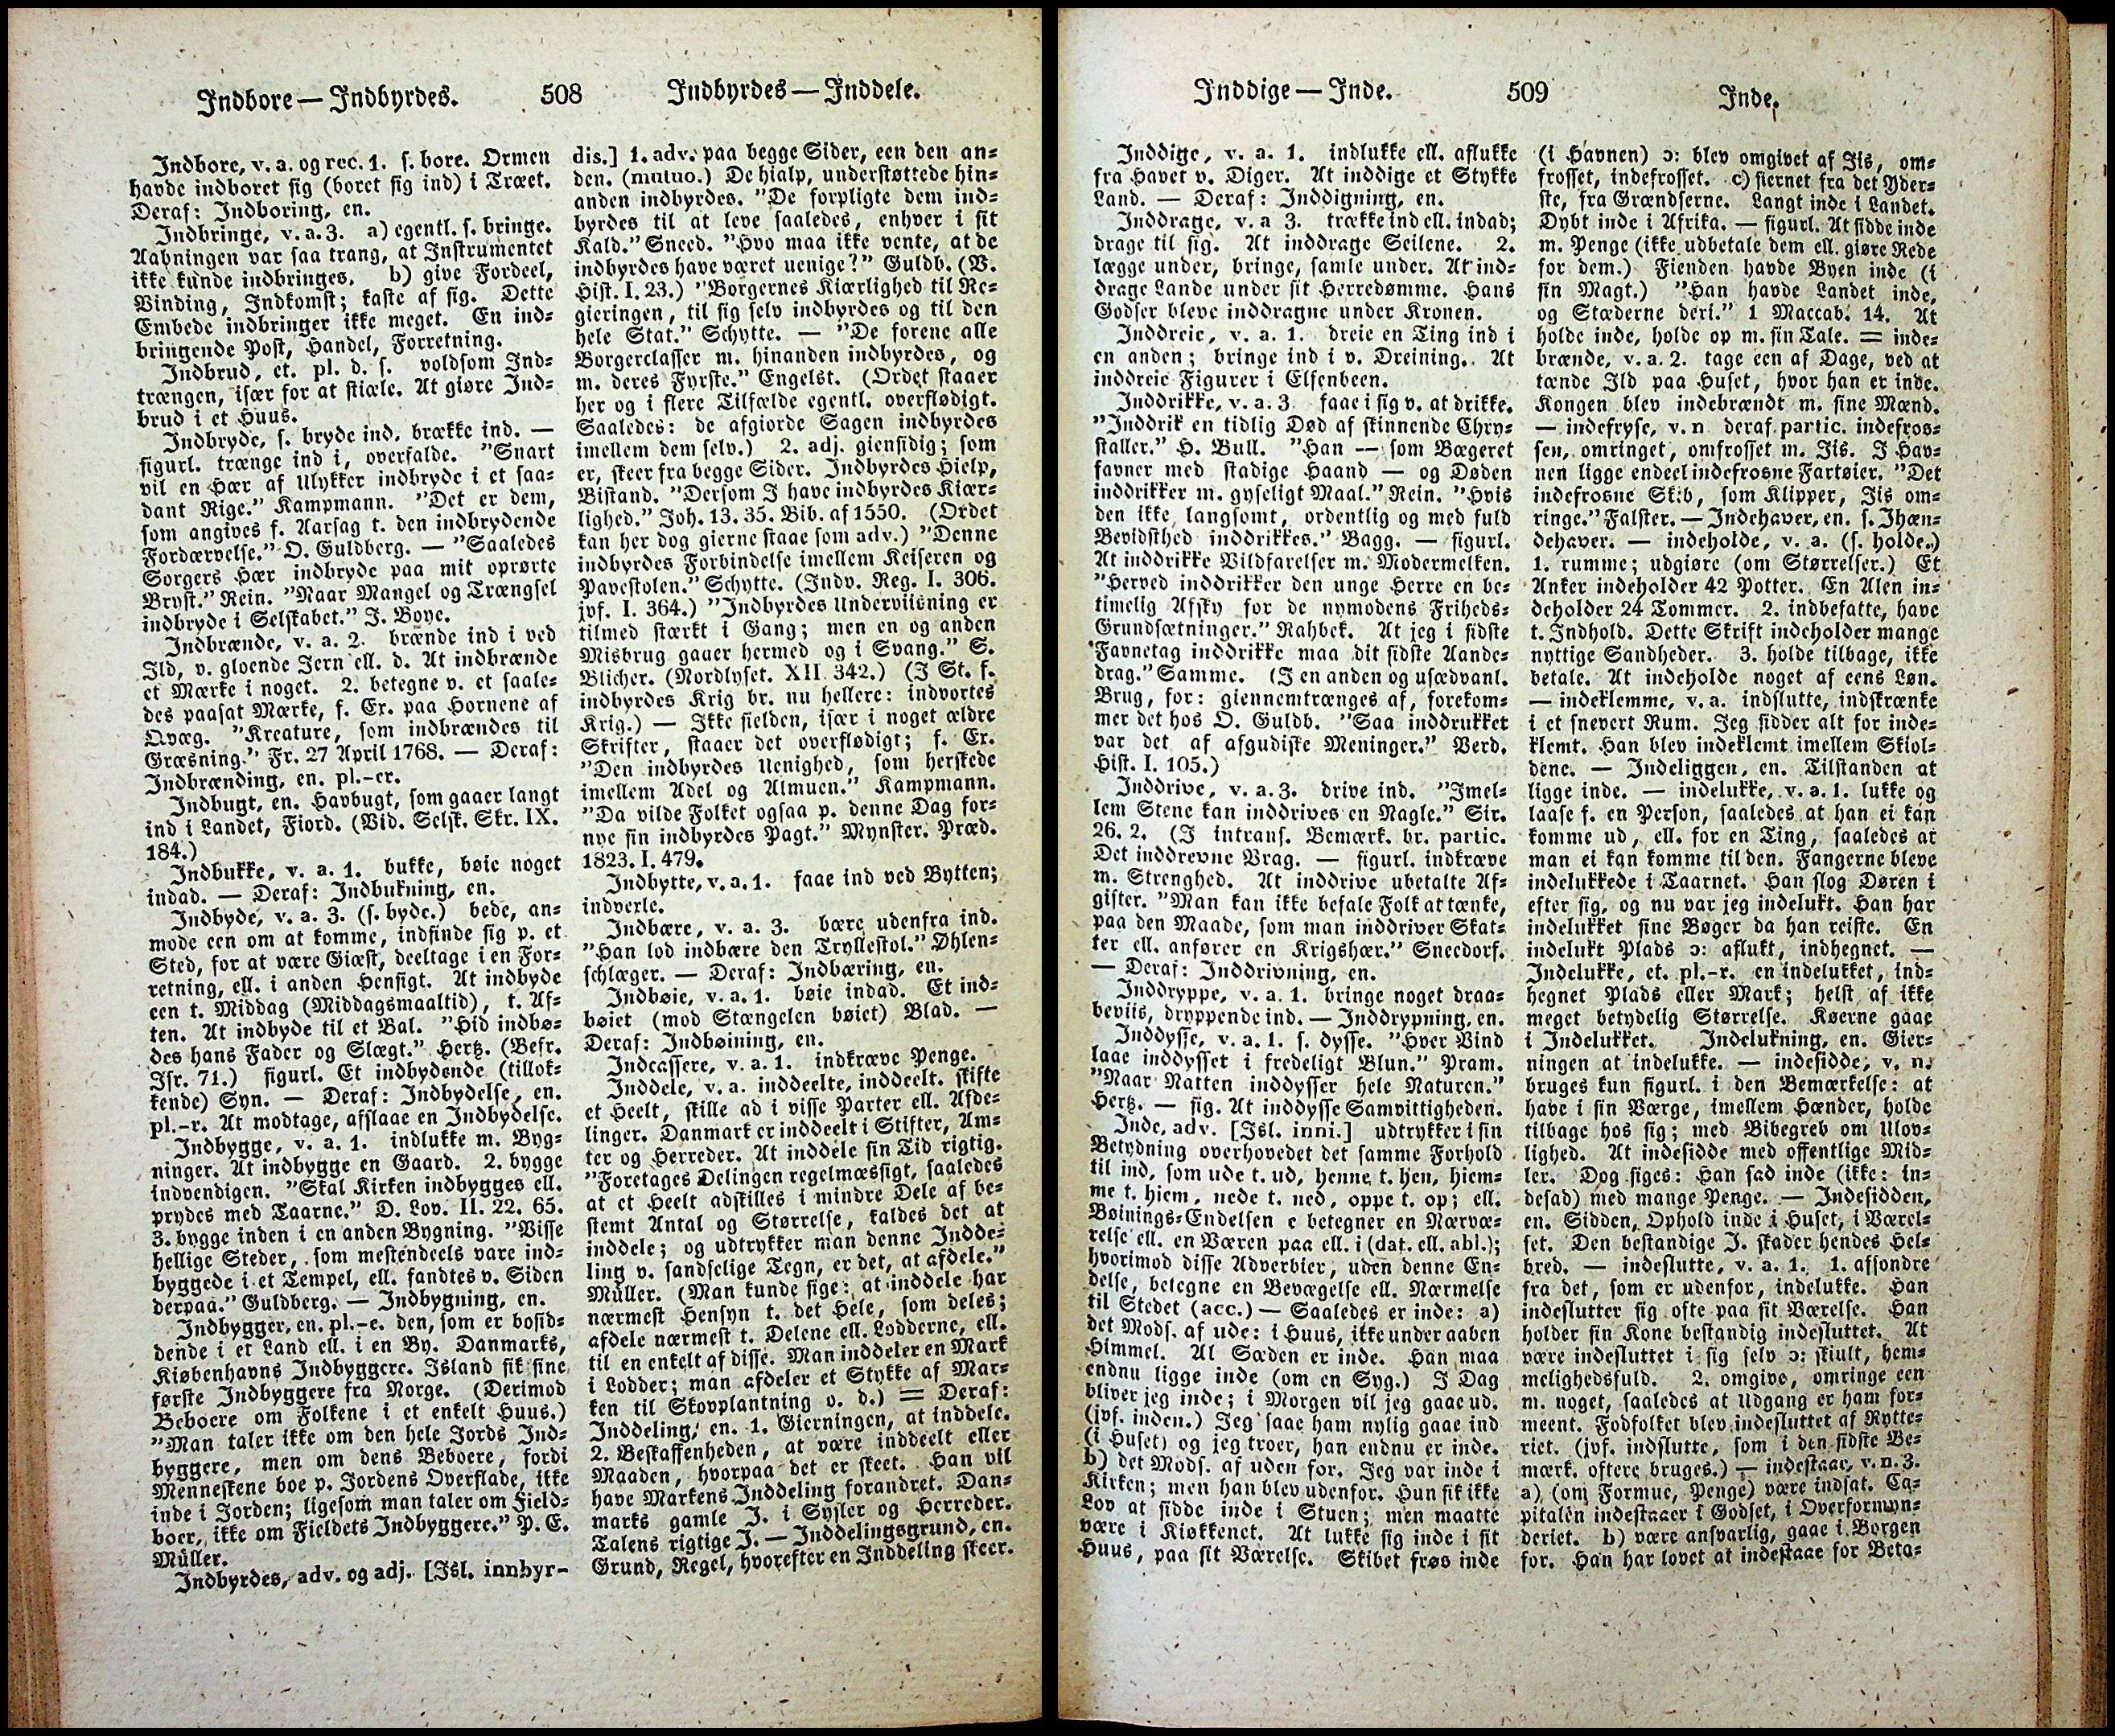 Indbore — Indbyrdes.
508
Indbyrdes — Inddele.
Indbore, v. a. og rec. 1. s. bore. Ormen
havde indboret sig (boret sig ind) i Træet.
Deraf: Indboring, en.
Indbringe, v. a. 3. a) egentl. s. bringe.
Aabningen var saa trang, at Instrumentet
ikke kunde indbringes. b) give Fordeel,
Vinding, Indkomst; kaste af sig. Dette
Embede indbringer ikke meget. En ind=
bringende Post, Handel, Forretning.
Indbrud, et. pl. d. s. voldsom Ind=
trængen, især for at stiæle. At giøre Ind=
brud i et Huus.
Indbryde, s. bryde ind, brække ind. —
figurl. trænge ind i, overfalde. "Snart
vil en Hær af Ulykker indbryde i et saa=
dant Rige." Kampmann. "Det er dem,
som angives f. Aarsag t. den indbrydende
Fordærvelse." O. Guldberg. — "Saaledes
Sorgers Hær indbryde paa mit oprørte
Bryst." Rein. "Naar Mangel og Trængsel
indbryde i Selskabet." J. Boye.
Indbrænde, v. a. 2. brænde ind i ved
Ild, v. gloende Jern ell. d. At indbrænde
et Mærke i noget. 2. betegne v. et saale=
des paasat Mærke, f. Ex. paa Hornene af
Qvæg. "Kreature, som indbrændes til
Græsning." Fr. 27 April 1768. — Deraf:
Indbrænding, en. pl.-er.
Indbugt, en. Havbugt, som gaaer langt
ind i Landet, Fiord. (Vid. Selsk. Skr. IX.
184.)
Indbukke, v. a. 1. bukke, bøie noget
indad. — Deraf: Indbukning, en.
Indbyde, v. a. 3. (s. byde.) bede, an=
mode een om at komme, indfinde sig p. et
Sted, for at være Giæst, deeltage i en For=
retning, ell. i anden Hensigt. At indbyde
een t. Middag (Middagsmaaltid), t. Af=
ten. At indbyde til et Bal. "Hid indbø=
des hans Fader og Slægt." Hertz. (Befr.
Isr. 71.) figurl. Et indbydende (tillok=
kende) Syn. — Deraf: Indbydelse, en.
pl.-r. At modtage, afslaae en Indbydelse.
Indbygge, v. a. 1. indlukke m. Byg=
ninger. At indbygge en Gaard. 2. bygge
indvendigen. "Skal Kirken indbygges ell.
prydes med Taarne." D. Lov. II. 22. 65.
3. bygge inden i en anden Bygning. "Visse
hellige Steder, som mestendeels vare ind=
byggede i et Tempel, ell. fandtes v. Siden
derpaa." Guldberg. — Indbygning, en.
Indbygger, en. pl.-e. den, som er bosid=
dende i et Land ell. i en By. Danmarks,
Kiøbenhavns Indbyggere. Island fik sine
første Indbyggere fra Norge. (Derimod
Beboere om Folkene i et enkelt Huus.)
"Man taler ikke om den hele Jords Ind=
byggere, men om dens Beboere, fordi
Menneskene boe p. Jordens Overflade, ikke
inde i Jorden; ligesom man taler om Field=
boer, ikke om Fieldets Indbyggere." P. E.
Müller.
Indbyrdes, adv. og adj. [Isl. innbyr-
dis.] 1. adv. paa begge Sider, een den an=
den. (mutuo.) De hialp, understøttede hin=
anden indbyrdes. "De forpligte dem ind=
byrdes til at leve saaledes, enhver i sit
Kald." Sneed. "Hvo maa ikke vente, at de
indbyrdes have været uenige?" Guldb. (V.
Hist. I. 23.) "Borgernes Kiærlighed til Re=
gieringen, til sig selv indbyrdes og til den
hele Stat." Schytte. — "De forene alle
Borgerclasser m. hinanden indbyrdes, og
m. deres Fyrste." Engelst. (Ordet staaer
her og i flere Tilfælde egentl. overflødigt.
Saaledes: de afgiorde Sagen indbyrdes
imellem dem selv.) 2. adj. giensidig; som
er, skeer fra begge Sider. Indbyrdes Hielp,
Bistand. "Dersom J have indbyrdes Kiær=
lighed." Joh. 13. 35. Bib. af 1550. (Ordet
kan her dog gierne staae som adv.) "Denne
indbyrdes Forbindelse imellem Keiseren og
Pavestolen." Schytte. (Indv. Reg. I. 306.
jvf. I. 364.) "Indbyrdes Underviisning er
tilmed stærkt i Gang; men en og anden
Misbrug gaaer hermed og i Svang." S.
Blicher. (Nordlyset. XII. 342.) (I St. f.
indbyrdes Krig br. nu hellere: indvortes
Krig.) — Ikke sielden, især i noget ældre
Skrifter, staaer det overflødigt; f. Ex.
"Den indbyrdes Uenighed, som herskede
imellem Adel og Almuen." Kampmann.
"Da vilde Folket ogsaa p. denne Dag for=
nye sin indbyrdes Pagt." Mynster. Præd.
1823. I. 479.
Indbytte, v. a. 1. faae ind ved Bytten;
indvexle.
Indbære, v. a. 3. bære udenfra ind.
"Han lod indbære den Tryllestol." Øhlen=
schlæger. — Deraf: Indbæring, en.
Indbøie, v. a. 1. bøie indad. Et ind=
bøiet (mod Stængelen bøiet) Blad. —
Deraf: Indbøining, en.
Indcassere, v. a. 1. indkræve Penge.
Inddele, v. a. inddeelte, inddeelt. skifte
et Heelt, skille ad i visse Parter ell. Afde=
linger. Danmark er inddeelt i Stifter, Am=
ter og Herreder. At inddele sin Tid rigtig.
"Foretages Delingen regelmæssigt, saaledes
at et Heelt adskilles i mindre Dele af be=
stemt Antal og Størrelse, kaldes det at
inddele; og udtrykker man denne Indde=
ling v. sandselige Tegn, er det, at afdele."
Müller. (Man kunde sige: at inddele har
nærmest Hensyn t. det Hele, som deles;
afdele nærmest t. Delene ell. Lodderne, ell.
til en enkelt af disse. Man inddeler en Mark
i Lodder; man afdeler et Stykke af Mar=
ken til Skovplantning o. d.) = Deraf:
Inddeling, en. 1. Gierningen, at inddele.
2. Beskaffenheden, at være inddeelt eller
Maaden, hvorpaa det er skeet. Han vil
have Markens Inddeling forandret. Dan=
marks gamle I. i Sysler og Herreder.
Talens rigtige I. — Inddelingsgrund, en.
Grund, Regel, hvorefter en Inddeling skeer.
Inddige — Inde.
509
Inde.
Inddige, v. a. 1. indlukke ell. aflukke
fra Havet v. Diger. At inddige et Stykke
Land. — Deraf: Inddigning, en.
Inddrage, v. a 3. trække ind ell. indad;
drage til sig. At inddrage Seilene. 2.
lægge under, bringe, samle under. At ind=
drage Lande under sit Herredømme. Hans
Godser bleve inddragne under Kronen.
Inddreie, v. a. 1. dreie en Ting ind i
en anden; bringe ind i v. Dreining. At
inddreie Figurer i Elfenbeen.
Inddrikke, v. a. 3 faae i sig v. at drikke.
"Inddrik en tidlig Død af skinnende Chry=
staller." H. Bull. "Han — som Bægeret
favner med stadige Haand — og Døden
inddrikker m. gyseligt Maal." Rein. "Hvis
den ikke, langsomt, ordentlig og med fuld
Bevidsthed inddrikkes." Bagg. — figurl.
At inddrikke Vildfarelser m. Modermelken.
"Herved inddrikker den unge Herre en be=
timelig Afsky for de nymodens Friheds=
Grundsætninger." Rahbek. At jeg i sidste
Favnetag inddrikke maa dit sidste Aande=
drag." Samme. (I en anden og usædvanl.
Brug, for: giennemtrænges af, forekom=
mer det hos O. Guldb. "Saa inddrukket
var det af afgudiske Meninger." Verd.
Hist. I. 105.)
Inddrive, v. a. 3. drive ind. "Imel=
lem Stene kan inddrives en Nagle." Sir.
26. 2. (I intrans. Bemærk. br. partic.
Det inddrevne Vrag. — figurl. indkræve
m. Strenghed. At inddrive ubetalte Af=
gifter. "Man kan ikke befale Folk at tænke,
paa den Maade, som man inddriver Skat=
ter ell. anfører en Krigshær." Sneedorf.
— Deraf: Inddrivning, en.
Inddryppe, v. a. 1. bringe noget draa=
beviis, dryppende ind. — Inddrypning, en.
Inddysse, v. a. 1. s. dysse. "Hver Vind
laae inddysset i fredeligt Blun." Pram.
"Naar Natten inddysser hele Naturen."
Hertz. — fig. At inddysse Samvittigheden.
Inde, adv. [Isl. inni.] udtrykker i sin
Betydning overhovedet det samme Forhold
til ind, som ude t. ud, henne t. hen, hiem=
me t. hiem, nede t. ned, oppe t. op; ell.
Bøinings=Endelsen e betegner en Nærvæ=
relse ell. en Væren paa ell. i (dat. ell. abl.);
hvorimod disse Adverbier, uden denne En=
delse, betegne en Bevægelse ell. Nærmelse
til Stedet (acc.) — Saaledes er inde: a)
det Mods. af ude: i Huus, ikke under aaben
Himmel. Al Sæden er inde. Han maa
endnu ligge inde (om en Syg.) I Dag
bliver jeg inde; i Morgen vil jeg gaae ud.
(jvf. inden.) Jeg saae ham nylig gaae ind
(i Huset) og jeg troer, han endnu er inde.
b) det Mods. af uden for. Jeg var inde i
Kirken; men han blev udenfor. Hun fik ikke
Lov at sidde inde i Stuen; men maatte
være i Kiøkkenet. At lukke sig inde i sit
Huus, paa sit Værelse. Skibet frøs inde
(i Havnen) ɔ: blev omgivet af Iis, om=
frosset, indefrosset. c) fiernet fra det Yder=
ste, fra Grændserne. Langt inde i Landet.
Dybt inde i Afrika. — figurl. At sidde inde
m. Penge (ikke udbetale dem ell. giøre Rede
for dem.) Fienden havde Byen inde (i
sin Magt.) "Han havde Landet inde,
og Stæderne deri." 1 Maccab. 14. At
holde inde, holde op m. sin Tale. = inde=
brænde, v. a. 2. tage een af Dage, ved at
tænde Ild paa Huset, hvor han er inde.
Kongen blev indebrændt m. sine Mænd.
— indefryse, v. n deraf partic. indefros=
sen, omringet, omfrosset m. Iis. I Hav=
nen ligge endeel indefrosne Fartøier. "Det
indefrosne Skib, som Klipper, Iis om=
ringe." Falster. — Indehaver, en. s. Ihæn=
dehaver. — indeholde, v. a. (s. holde.)
1. rumme; udgiøre (om Størrelser.) Et
Anker indeholder 42 Potter. En Alen in=
deholder 24 Tommer. 2. indbefatte, have
t. Indhold. Dette Skrift indeholder mange
nyttige Sandheder. 3. holde tilbage, ikke
betale. At indeholde noget af eens Løn.
— indeklemme, v. a. indslutte, indskrænke
i et snevert Rum. Jeg sidder alt for inde=
klemt. Han blev indeklemt imellem Skiol=
dene. — Indeliggen, en. Tilstanden at
ligge inde. — indelukke, v. a. 1. lukke og
laase f. en Person, saaledes at han ei kan
komme ud, ell. for en Ting, saaledes at
man ei kan komme til den. Fangerne bleve
indelukkede i Taarnet. Han slog Døren i
efter sig, og nu var jeg indelukt. Han har
indelukket sine Bøger da han reiste. En
indelukt Plads ɔ: aflukt, indhegnet. —
Indelukke, et. pl.-r. en indelukket, ind=
hegnet Plads eller Mark; helst af ikke
meget betydelig Størrelse. Køerne gaae
i Indelukket. Indelukning, en. Gier=
ningen at indelukke. — indesidde, v. n.
bruges kun figurl. i den Bemærkelse: at
have i sin Værge, imellem Hænder, holde
tilbage hos sig; med Bibegreb om Ulov=
lighed. At indesidde med offentlige Mid=
ler. Dog siges: Han sad inde (ikke: in=
desad) med mange Penge. — Indesidden,
en. Sidden, Ophold inde i Huset, i Værel=
set. Den bestandige I. skader hendes Hel=
bred. — indeslutte, v. a. 1. 1. afsondre
fra det, som er udenfor, indelukke. Han
indeslutter sig ofte paa sit Værelse. Han
holder sin Kone bestandig indesluttet. At
være indesluttet i sig selv ɔ: skiult, hem=
melighedsfuld. 2. omgive, omringe een
m. noget, saaledes at Udgang er ham for=
meent. Fodfolket blev indesluttet af Rytte=
riet. (jvf. indslutte, som i den sidste Be=
mærk. oftere bruges.) — indestaae, v. n. 3.
a) (om Formue, Penge) være indsat. Ca=
pitalen indestaaer i Godset, i Overformyn=
deriet. b) være ansvarlig, gaae i Borgen
for. Han har lovet at indestaae for Beta=